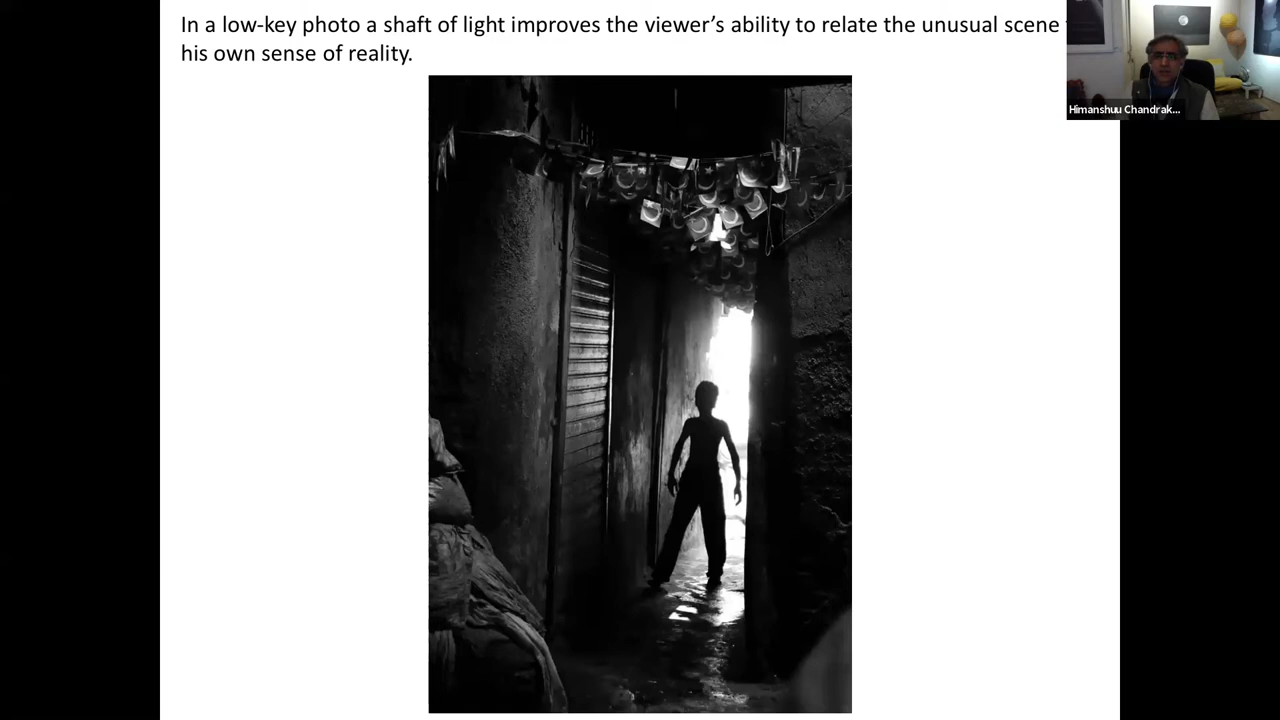 In a low-key photo a shaft of light improves the viewer’s ability to relate the unusual scene
his own sense of reality.
Himanshuu Chandrak...